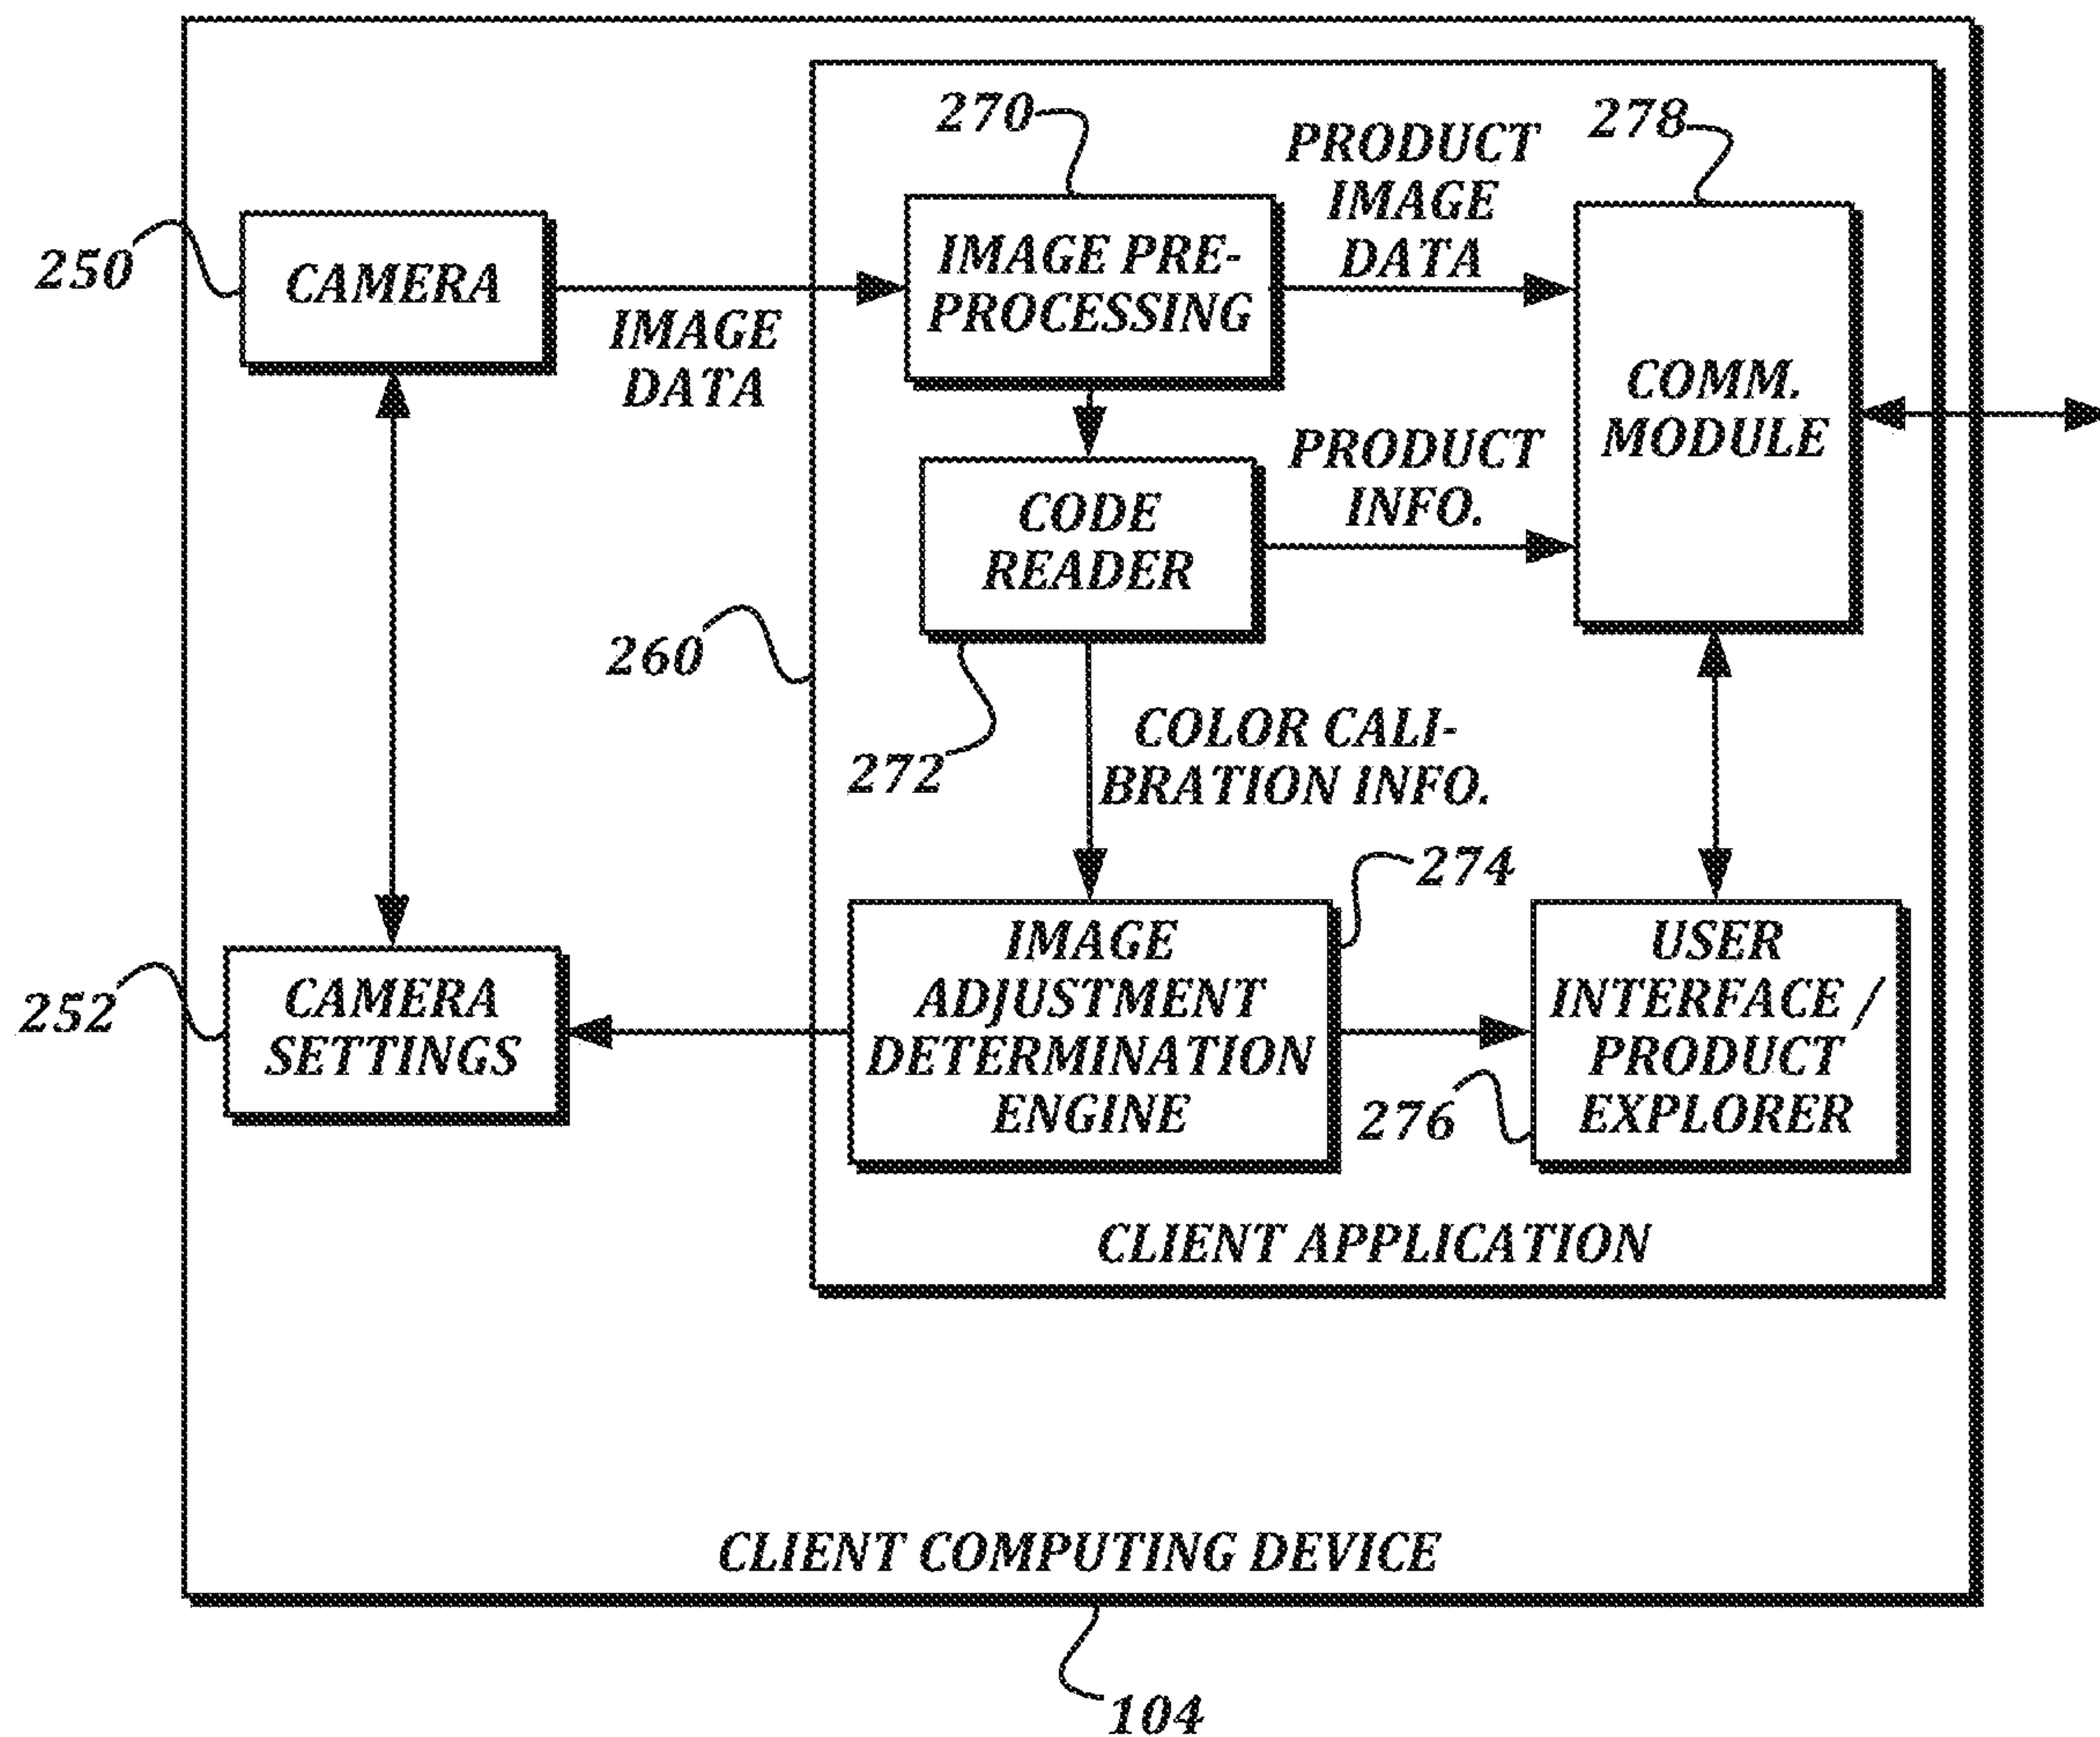 270
278
PRODUCT
IMAGE
DATA
250
CAMERA
IMAGE PRE-
PROCESSING
IMAGE
DATA
COMM.
MODULE
CODE
READER
PRODUCT
INFO.
260
272
COLOR CALI-
BRATION INFO.
274
252
CAMERA
SETTINGS
IMAGE
ADJUSTMENT
DETERMINATION
ENGINE
USER
INTERFACE /
PRODUCT
EXPLORER
276
CLIENT APPLICATION
CLIENT COMPUTING DEVICE
104